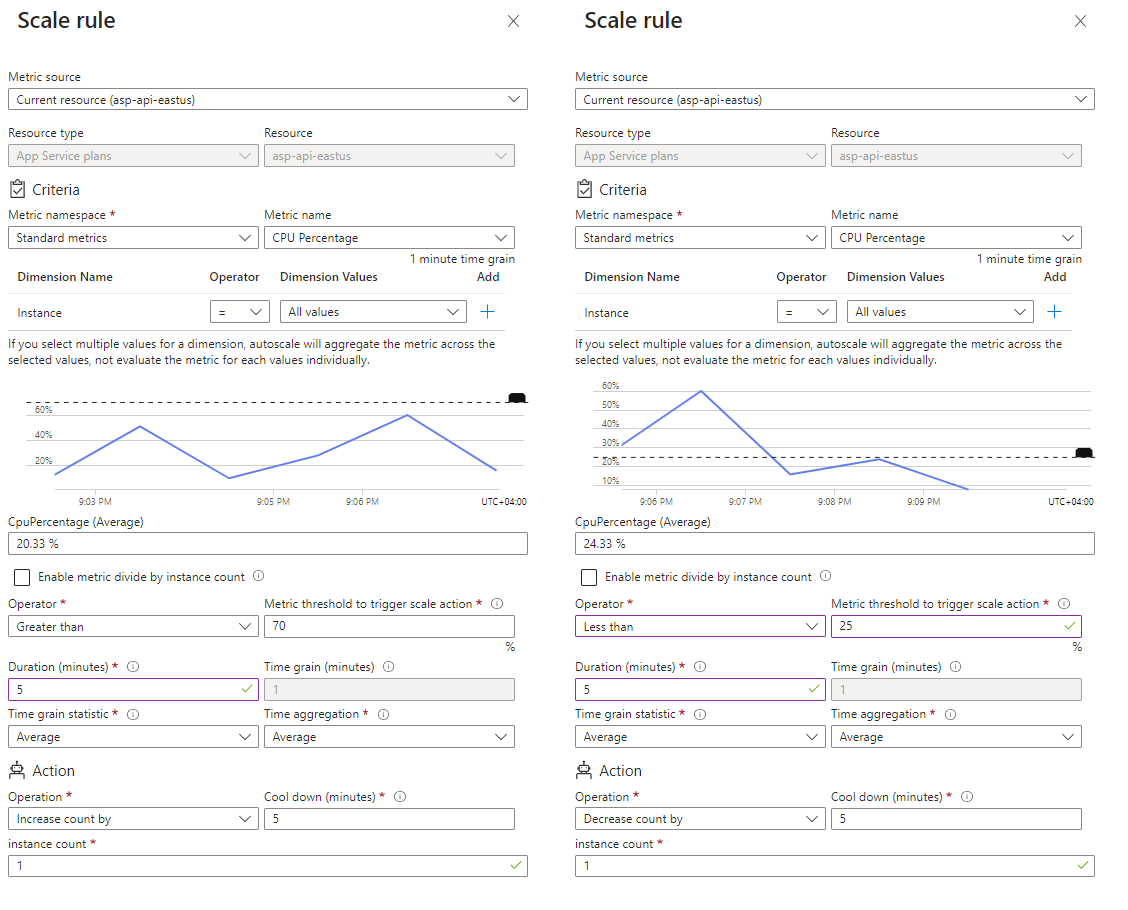 Scale rule
Metric source
Current resource (asp-api-eastus)
Resource type Resource
App Service plans asp-api-eastus
Criteria
Metric namespace * Metric name
Standard metrics CPU Percentage
1 minute time grain
Dimension Name Operator Dimension Values Add
Instance = All values
If you select multiple values for a dimension, autoscale will aggregate the metric across the
selected values, not evaluate the metric for each values individually.
60%
40%
20%
9:03 PM 9:05 PM 9:06 PM UTC+04:00
CpuPercentage (Average)
20.33 %
Enable metric divide by instance count
Operator * Metric threshold to trigger scale action *
Greater than 70
%
Duration (minutes) * Time grain (minutes)
5 1
Time grain statistic * Time aggregation *
Average Average
Action
Operation * Cool down (minutes) *
Increase count by 5
instance count *
1
Scale rule
Metric source
Current resource (asp-api-eastus)
Resource type Resource
App Service plans asp-api-eastus
Criteria
Metric namespace * Metric name
Standard metrics CPU Percentage
1 minute time grain
Dimension Name Operator Dimension Values Add
Instance = All values
If you select multiple values for a dimension, autoscale will aggregate the metric across the
selected values, not evaluate the metric for each values individually.
60%
50%
40%
30%
20%
10%
9:06 PM 9:07 PM 9:08 PM 9:09 PM UTC+04:00
CpuPercentage (Average)
24.33 %
Enable metric divide by instance count
Operator * Metric threshold to trigger scale action *
Less than 25
%
Duration (minutes) * Time grain (minutes)
5 1
Time grain statistic * Time aggregation *
Average Average
Action
Operation * Cool down (minutes) *
Decrease count by 5
instance count *
1